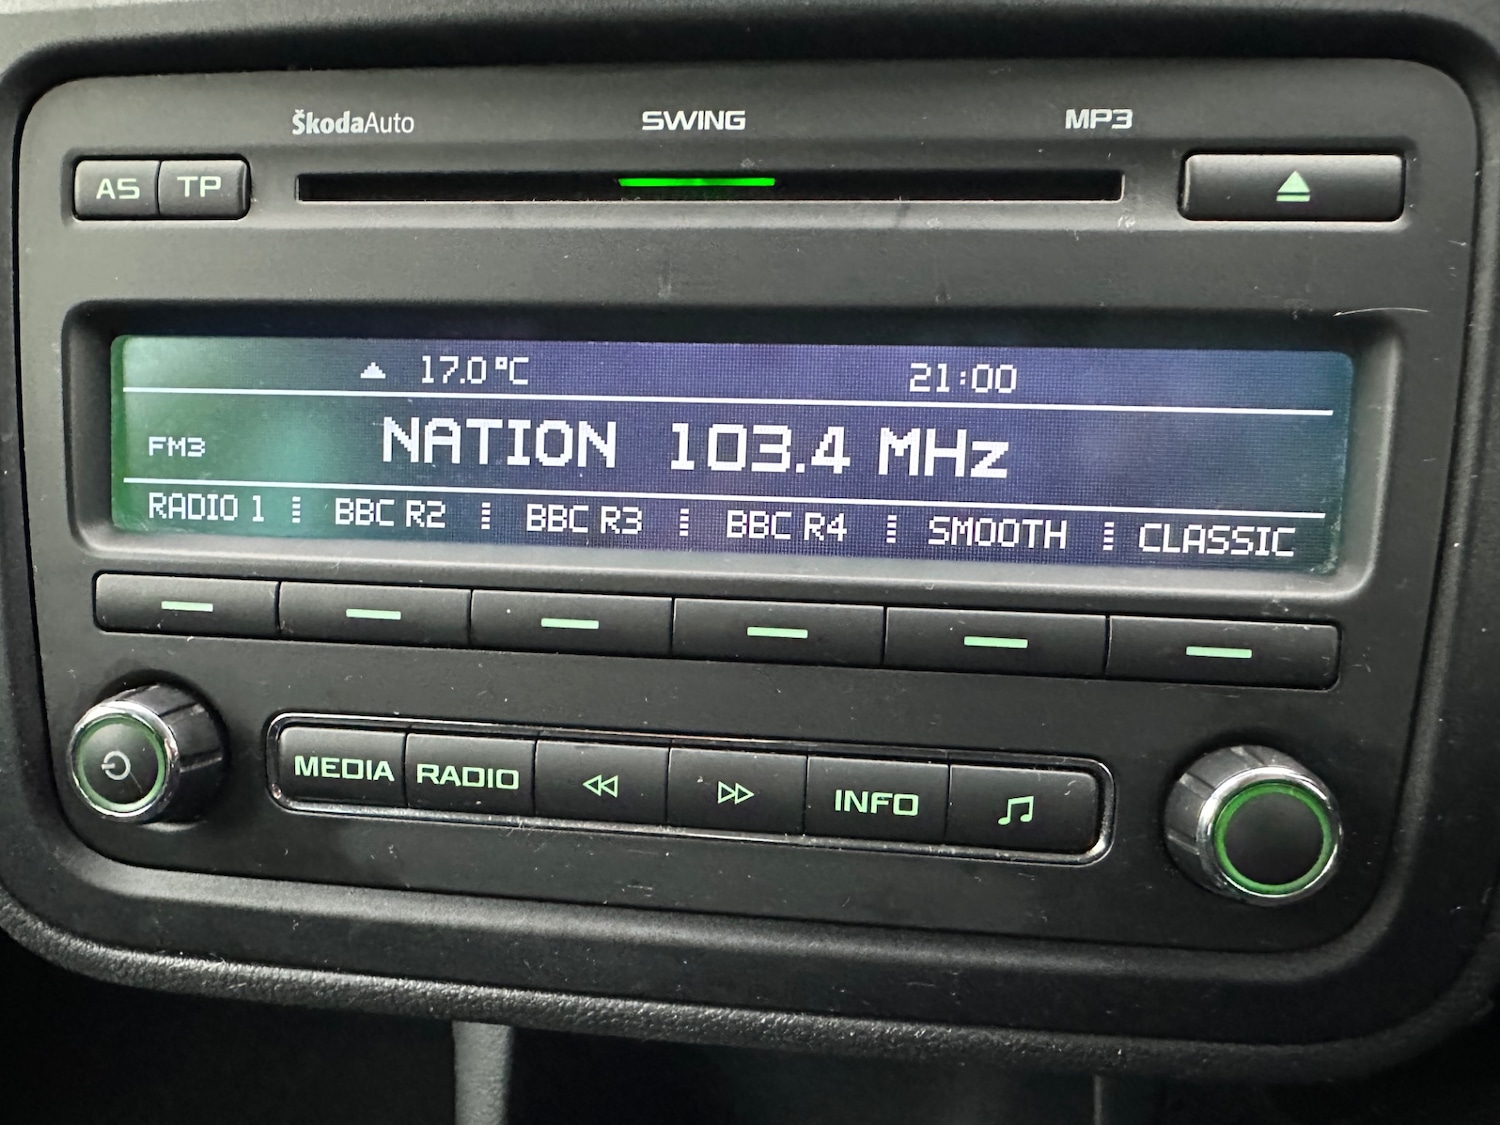 ŠkodaAuto SWING MP3
AS TP
17.0°C 21:00
FM3 NATION 103.4 MHz
RADIO 1 BBC R2 BBC R3 BBC R4 SMOOTH CLASSIC
MEDIA RADIO INFO